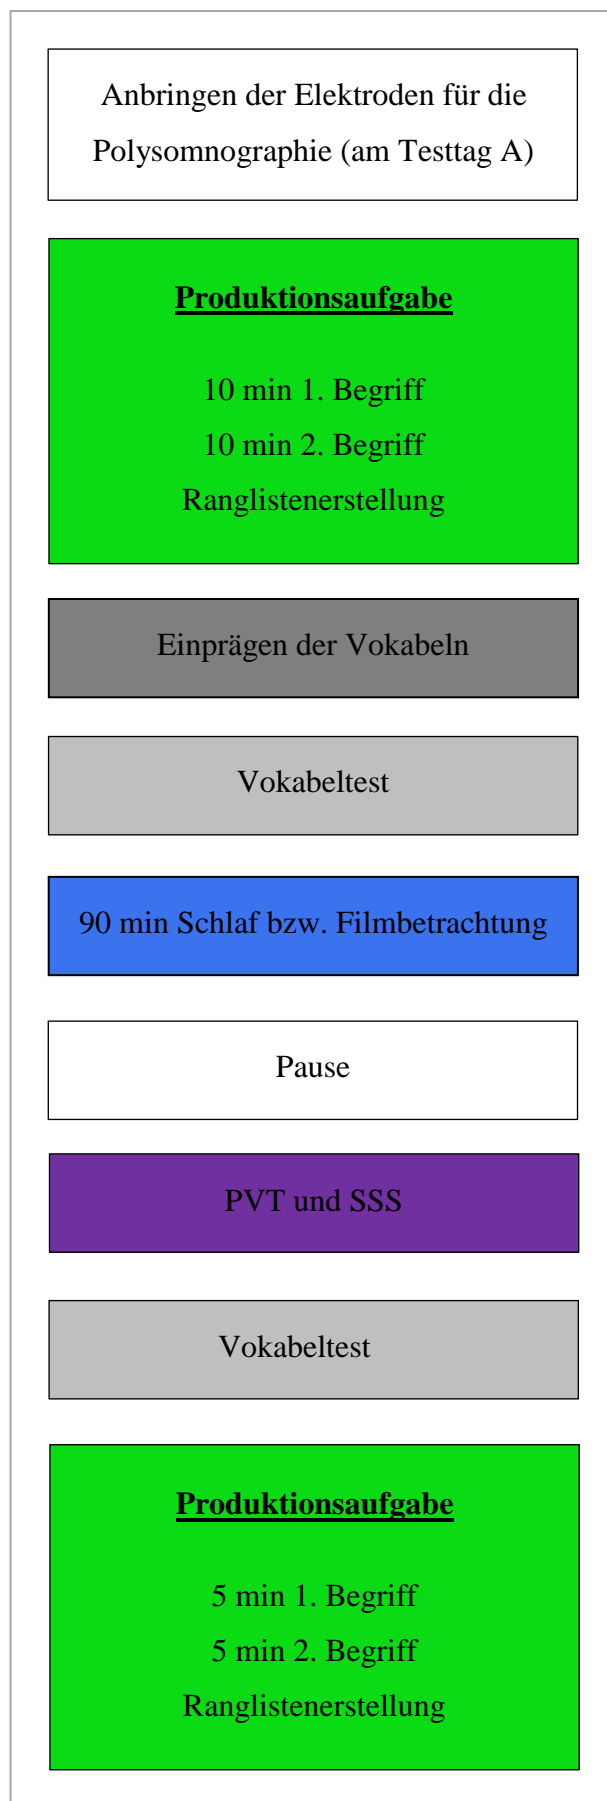 Anbringen der Elektroden für die
Polysomnographie (am Testtag A)
Produktionsaufgabe
10 min 1. Begriff
10 min 2. Begriff
Ranglistenerstellung
Einprägen der Vokabeln
Vokabeltest
90 min Schlaf bzw. Filmbetrachtung
Pause
PVT und SSS
Vokabeltest
Produktionsaufgabe
5 min 1. Begriff
5 min 2. Begriff
Ranglistenerstellung